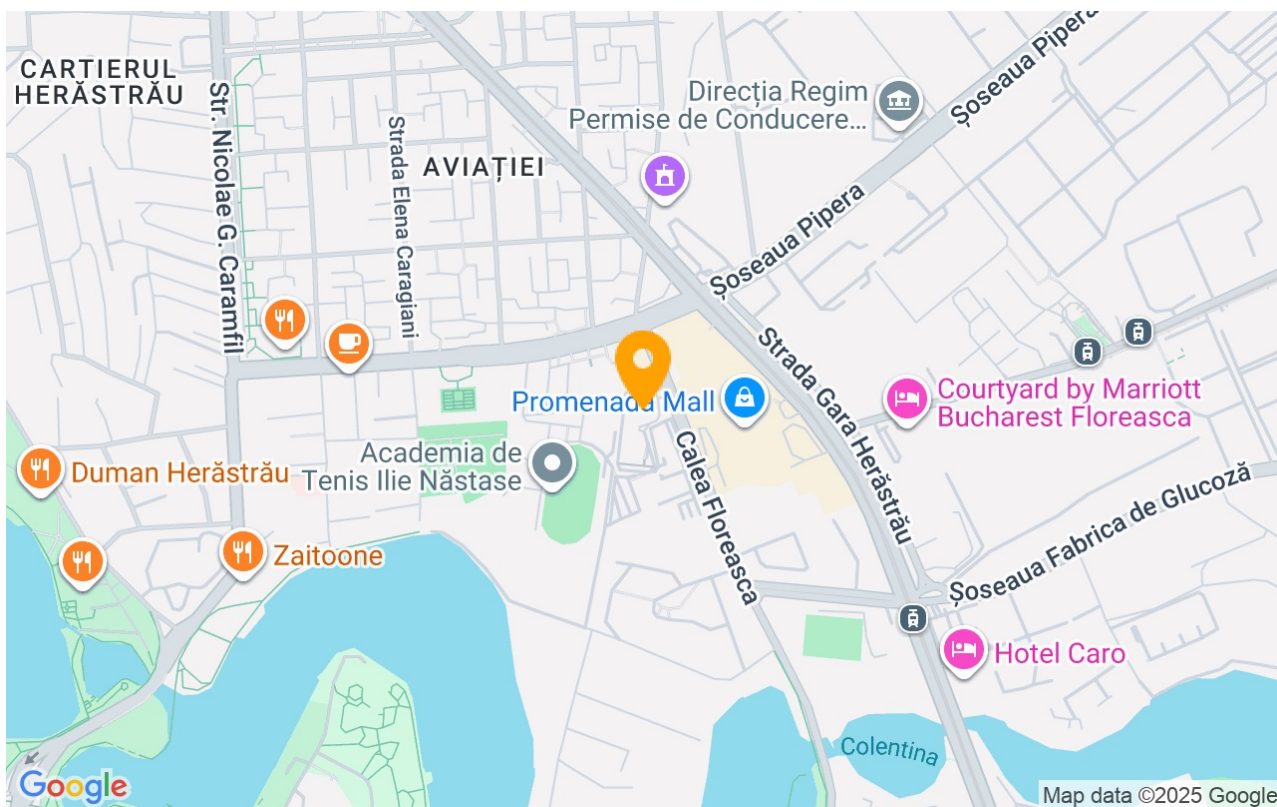 CARTIERUL
HERĂSTRĂU
Str. Nicolae G. Caramfil
Strada Elena Caragiani
AVIAȚIEI
Direcția Regim
Permise de Conducere...
Șoseaua Pipera
Șoseaua Pipera
Promenada Mall
Strada Gara Herăstrău
Courtyard by Marriott
Bucharest Floreasca
Academia de
Tenis Ilie Năstase
Calea Floreasca
Duman Herăstrău
Zaitoone
Șoseaua Fabrica de Glucoză
Hotel Caro
Colentina
Google
Map data ©2025 Google